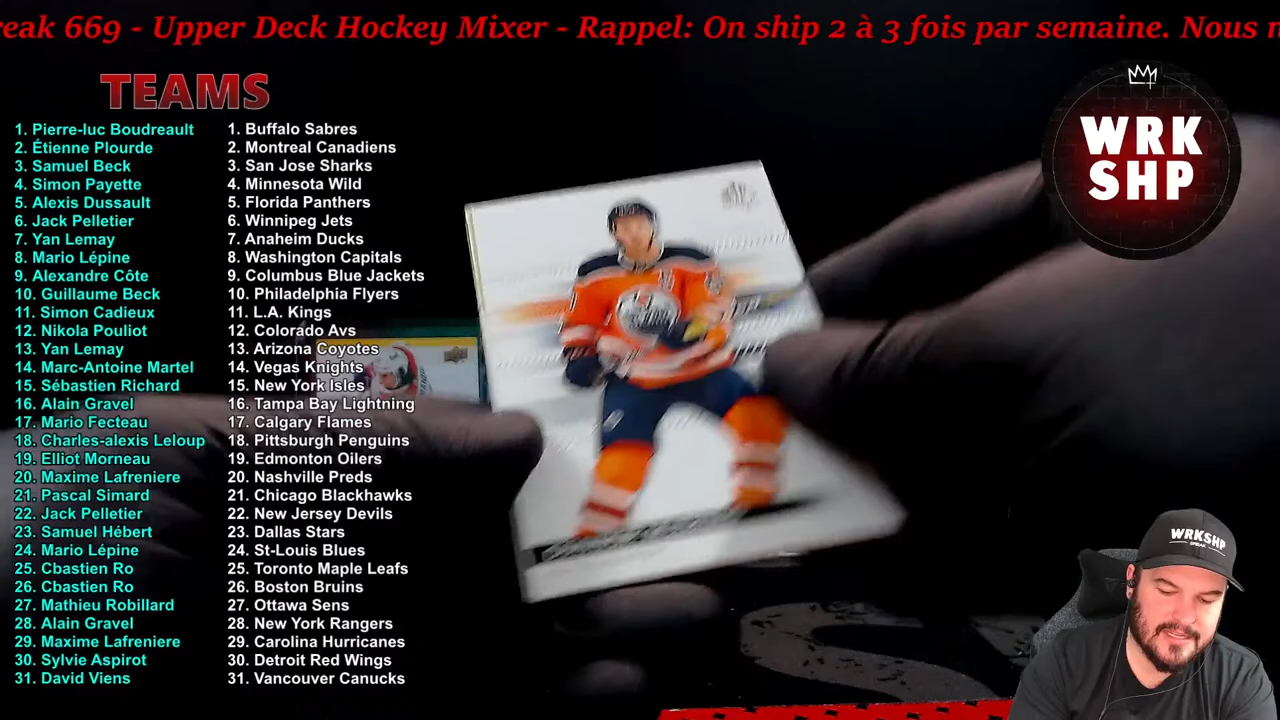 reak 669 - Upper Deck Hockey Mixer - Rappel: On ship 2 à 3 fois par semaine. Nous n
TEAMS
1. Pierre-luc Boudreault 1. Buffalo Sabres
2. Étienne Plourde 2. Montreal Canadiens
3. Samuel Beck 3. San Jose Sharks
4. Simon Payette 4. Minnesota Wild
5. Alexis Dussault 5. Florida Panthers
6. Jack Pelletier 6. Winnipeg Jets
7. Yan Lemay 7. Anaheim Ducks
8. Mario Lépine 8. Washington Capitals
9. Alexandre Côte 9. Columbus Blue Jackets
10. Guillaume Beck 10. Philadelphia Flyers
11. Simon Cadieux 11. L.A. Kings
12. Nikola Pouliot 12. Colorado Avs
13. Yan Lemay 13. Arizona Coyotes
14. Marc-Antoine Martel 14. Vegas Knights
15. Sébastien Richard 15. New York Isles
16. Alain Gravel 16. Tampa Bay Lightning
17. Mario Fecteau 17. Calgary Flames
18. Charles-alexis Leloup 18. Pittsburgh Penguins
19. Elliot Morneau 19. Edmonton Oilers
20. Maxime Lafreniere 20. Nashville Preds
21. Pascal Simard 21. Chicago Blackhawks
22. Jack Pelletier 22. New Jersey Devils
23. Samuel Hébert 23. Dallas Stars
24. Mario Lépine 24. St-Louis Blues
25. Cbastien Ro 25. Toronto Maple Leafs
26. Cbastien Ro 26. Boston Bruins
27. Mathieu Robillard 27. Ottawa Sens
28. Alain Gravel 28. New York Rangers
29. Maxime Lafreniere 29. Carolina Hurricanes
30. Sylvie Aspirot 30. Detroit Red Wings
31. David Viens 31. Vancouver Canucks
WRK
SHP
WRKSHP